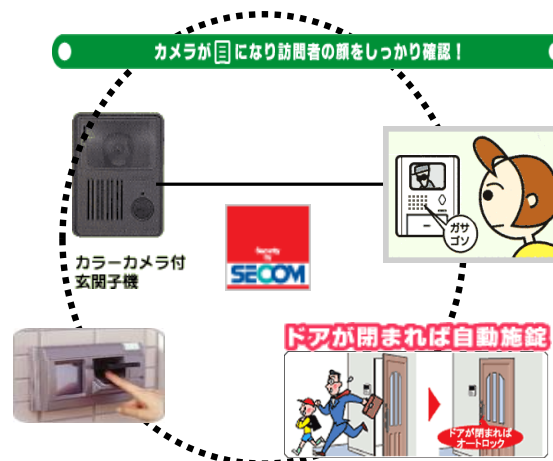 カメラが目になり訪問者の顔をしっかり確認！
ガサ
ゴソ
カラーカメラ付
玄関子機
Security
by
SECOM
ドアが閉まれば自動施錠
ドアが閉まれば
オートロック